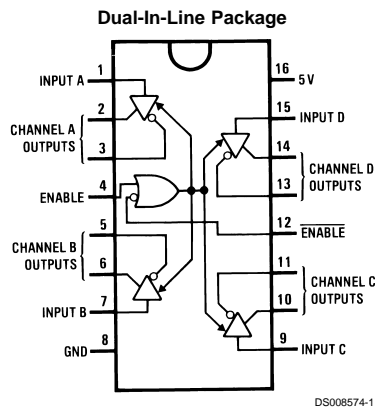 Dual-In-Line Package
INPUT A
1
2
CHANNEL A
OUTPUTS
3
4
ENABLE
5
CHANNEL B
OUTPUTS
6
7
INPUT B
8
GND
16
5 V
15
INPUT D
14
CHANNEL D
OUTPUTS
13
12
ENABLE
11
CHANNEL C
OUTPUTS
10
9
INPUT C
DS008574-1